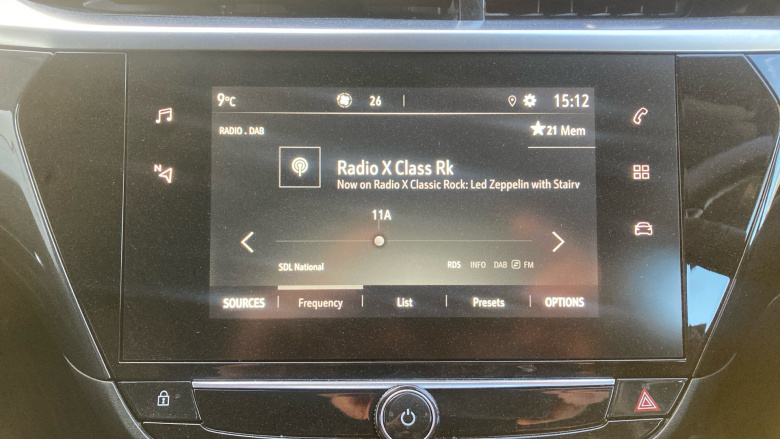 9°C 26 15:12
RADIO . DAB 21 Mem
N
Radio X Class Rk
Now on Radio X Classic Rock: Led Zeppelin with Stairv
11A
SDL National RDS INFO DAB FM
SOURCES Frequency List Presets OPTIONS